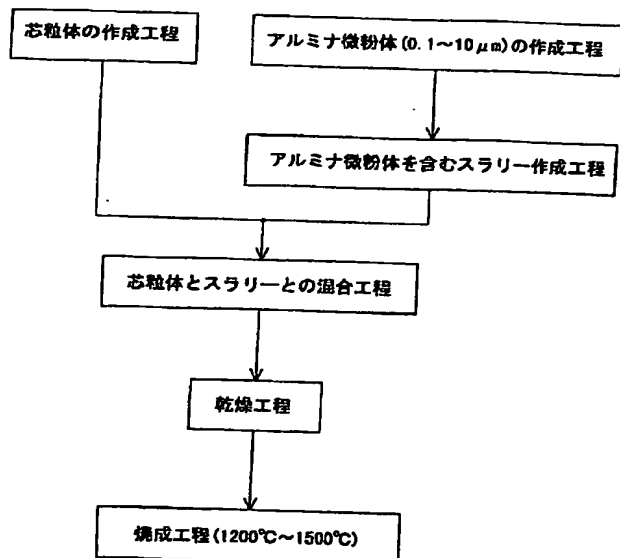 芯粒体の作成工程
アルミナ微粉体(0.1～10μm)の作成工程
アルミナ微粉体を含むスラリー作成工程
芯粒体とスラリーとの混合工程
乾燥工程
焼成工程(1200℃～1500℃)